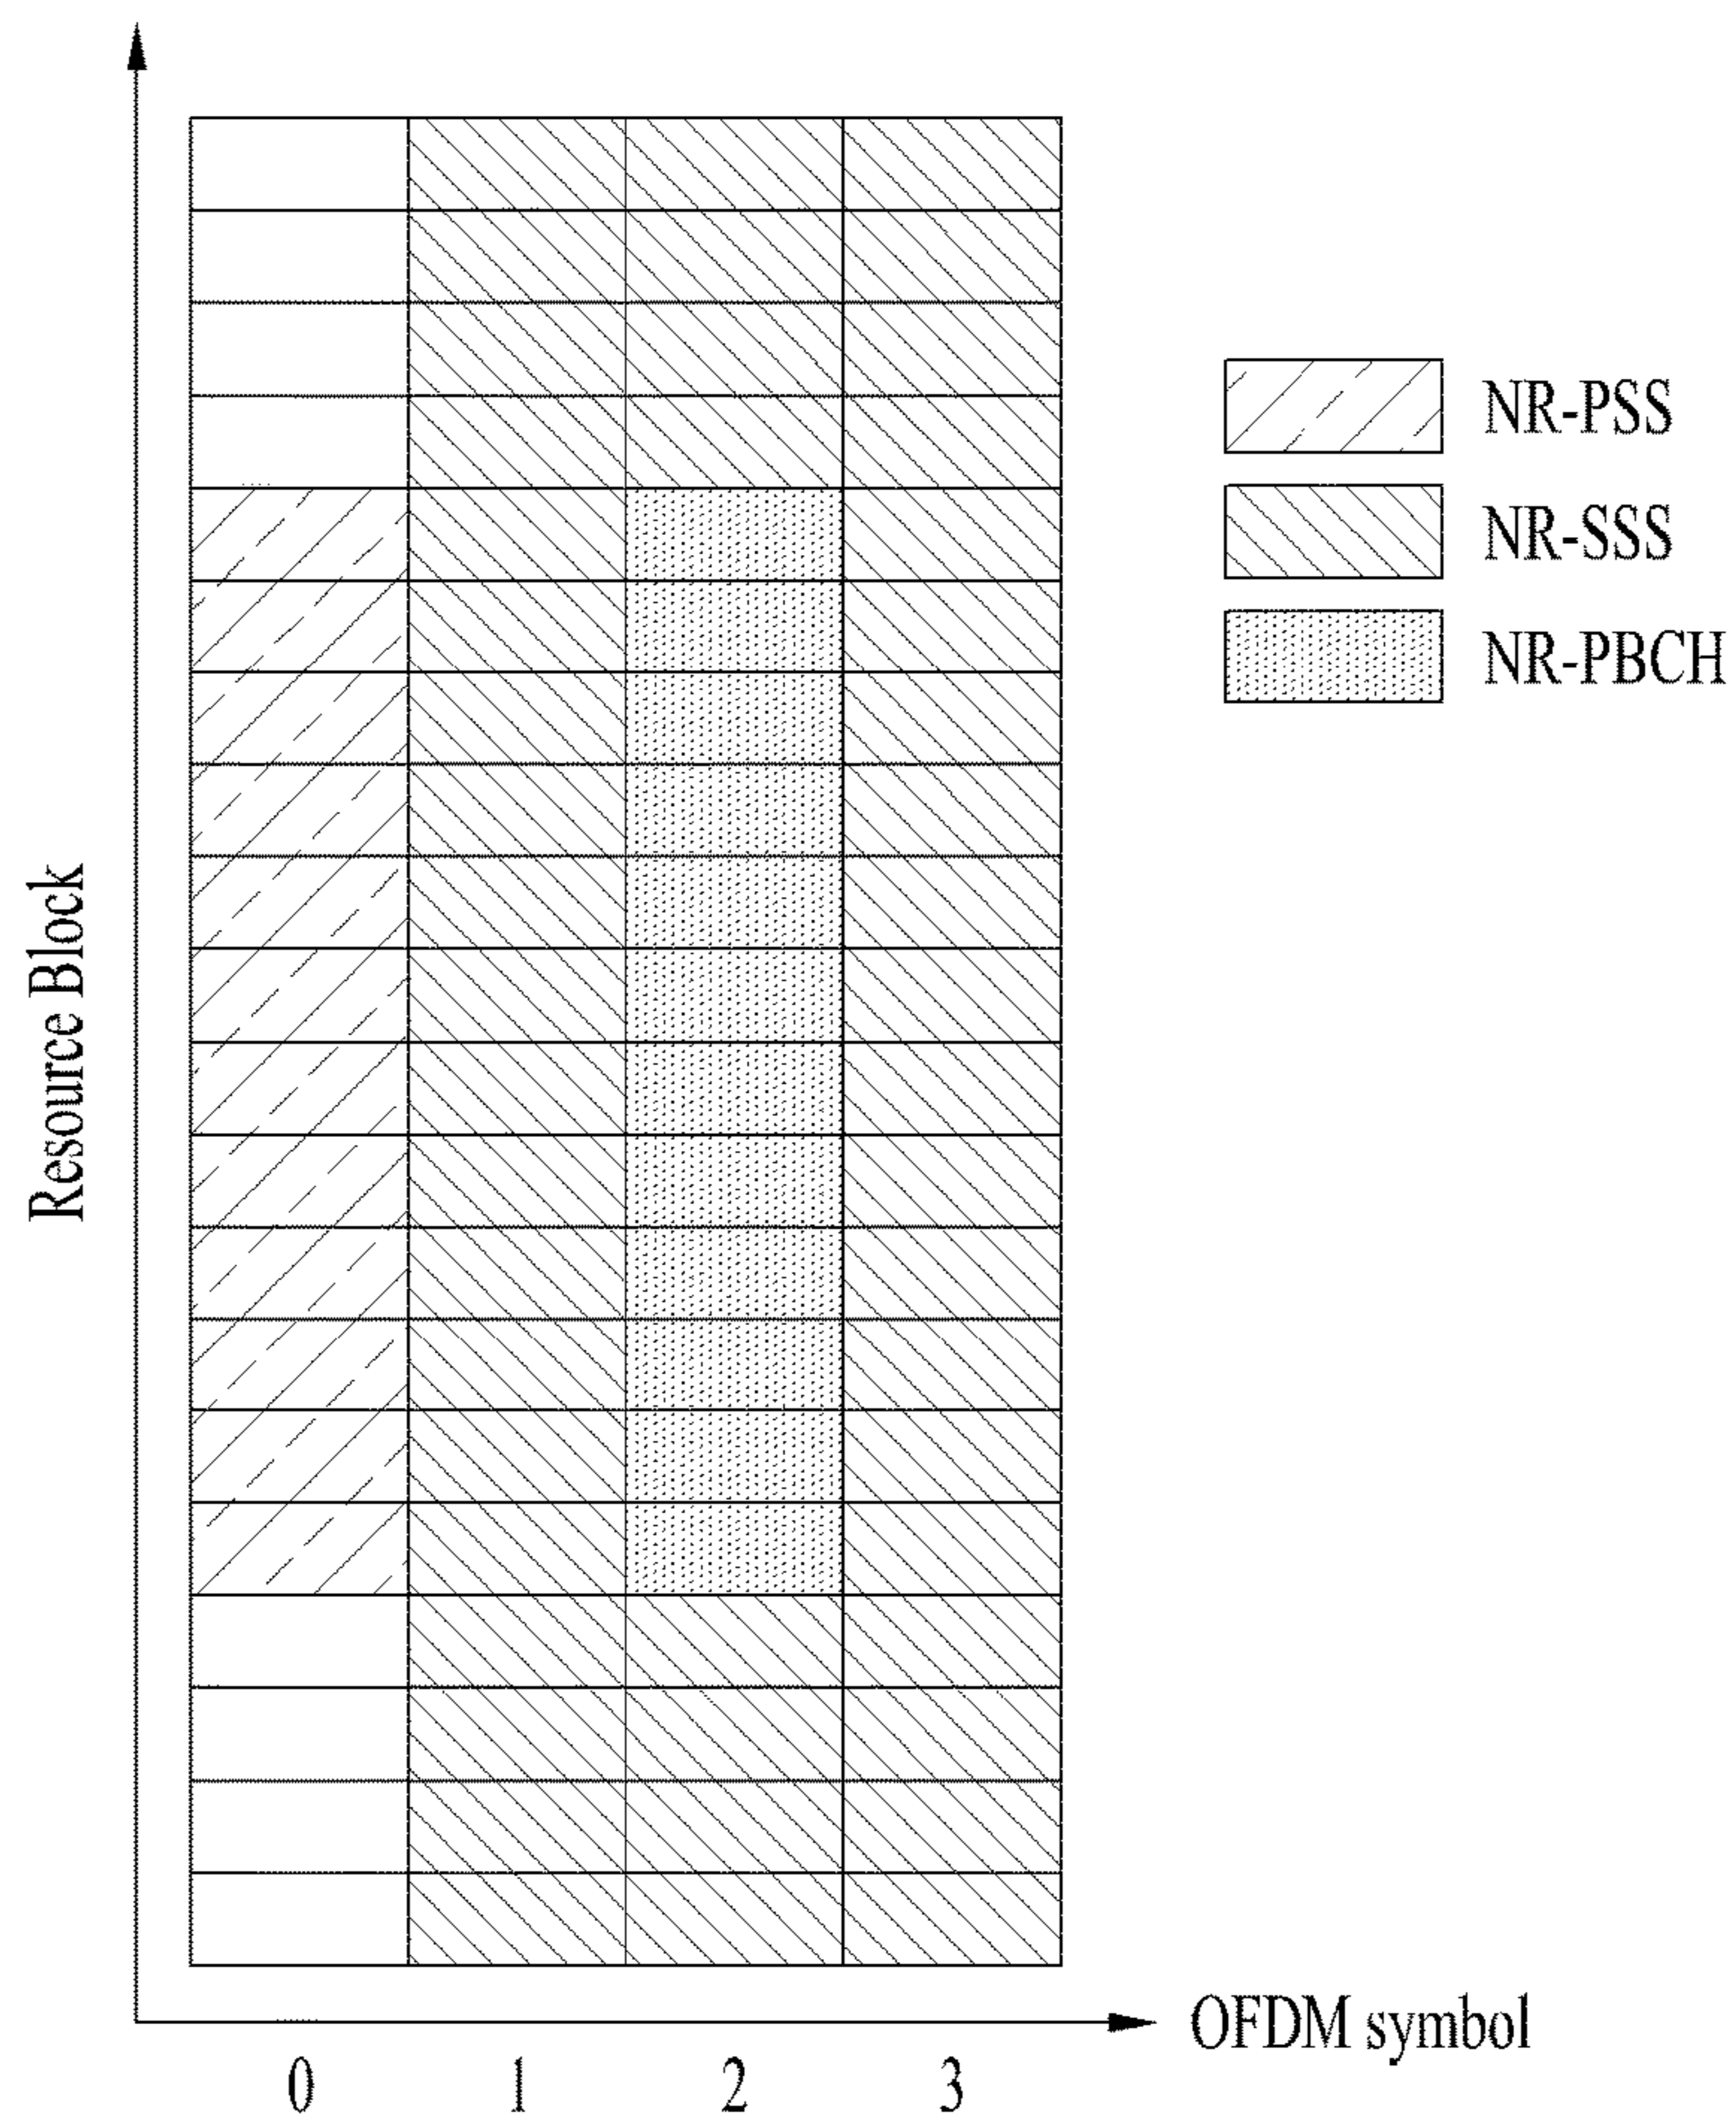 Resource Block
NR-PSS
NR-SSS
NR-PBCH
OFDM symbol
0 1 2 3